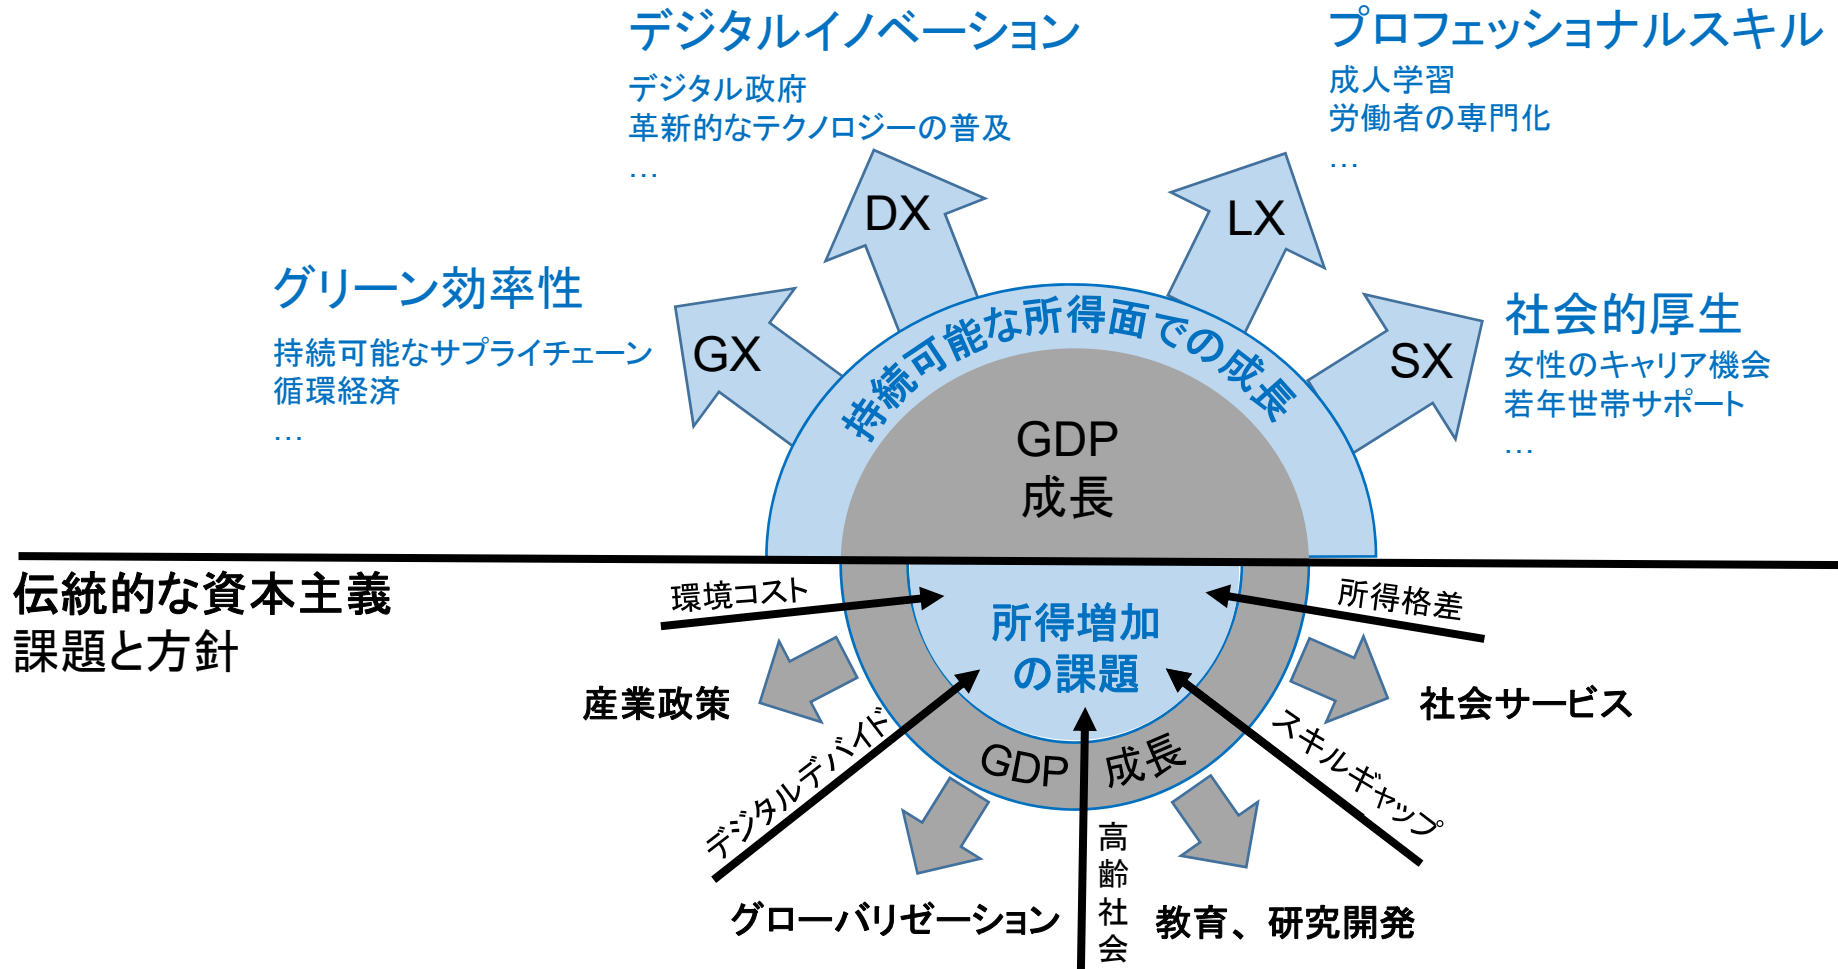 デジタルイノベーション
デジタル政府
革新的なテクノロジーの普及
…
プロフェッショナルスキル
成人学習
労働者の専門化
…
DX
LX
グリーン効率性
持続可能なサプライチェーン
循環経済
…
GX
社会的厚生
女性のキャリア機会
若年世帯サポート
…
SX
持続可能な所得面での成長
GDP
成長
伝統的な資本主義
課題と方針
環境コスト
所得格差
所得増加
の課題
産業政策
社会サービス
デジタルデバイド
スキルギャップ
GDP 成長
高齢社会
グローバリゼーション
教育、研究開発